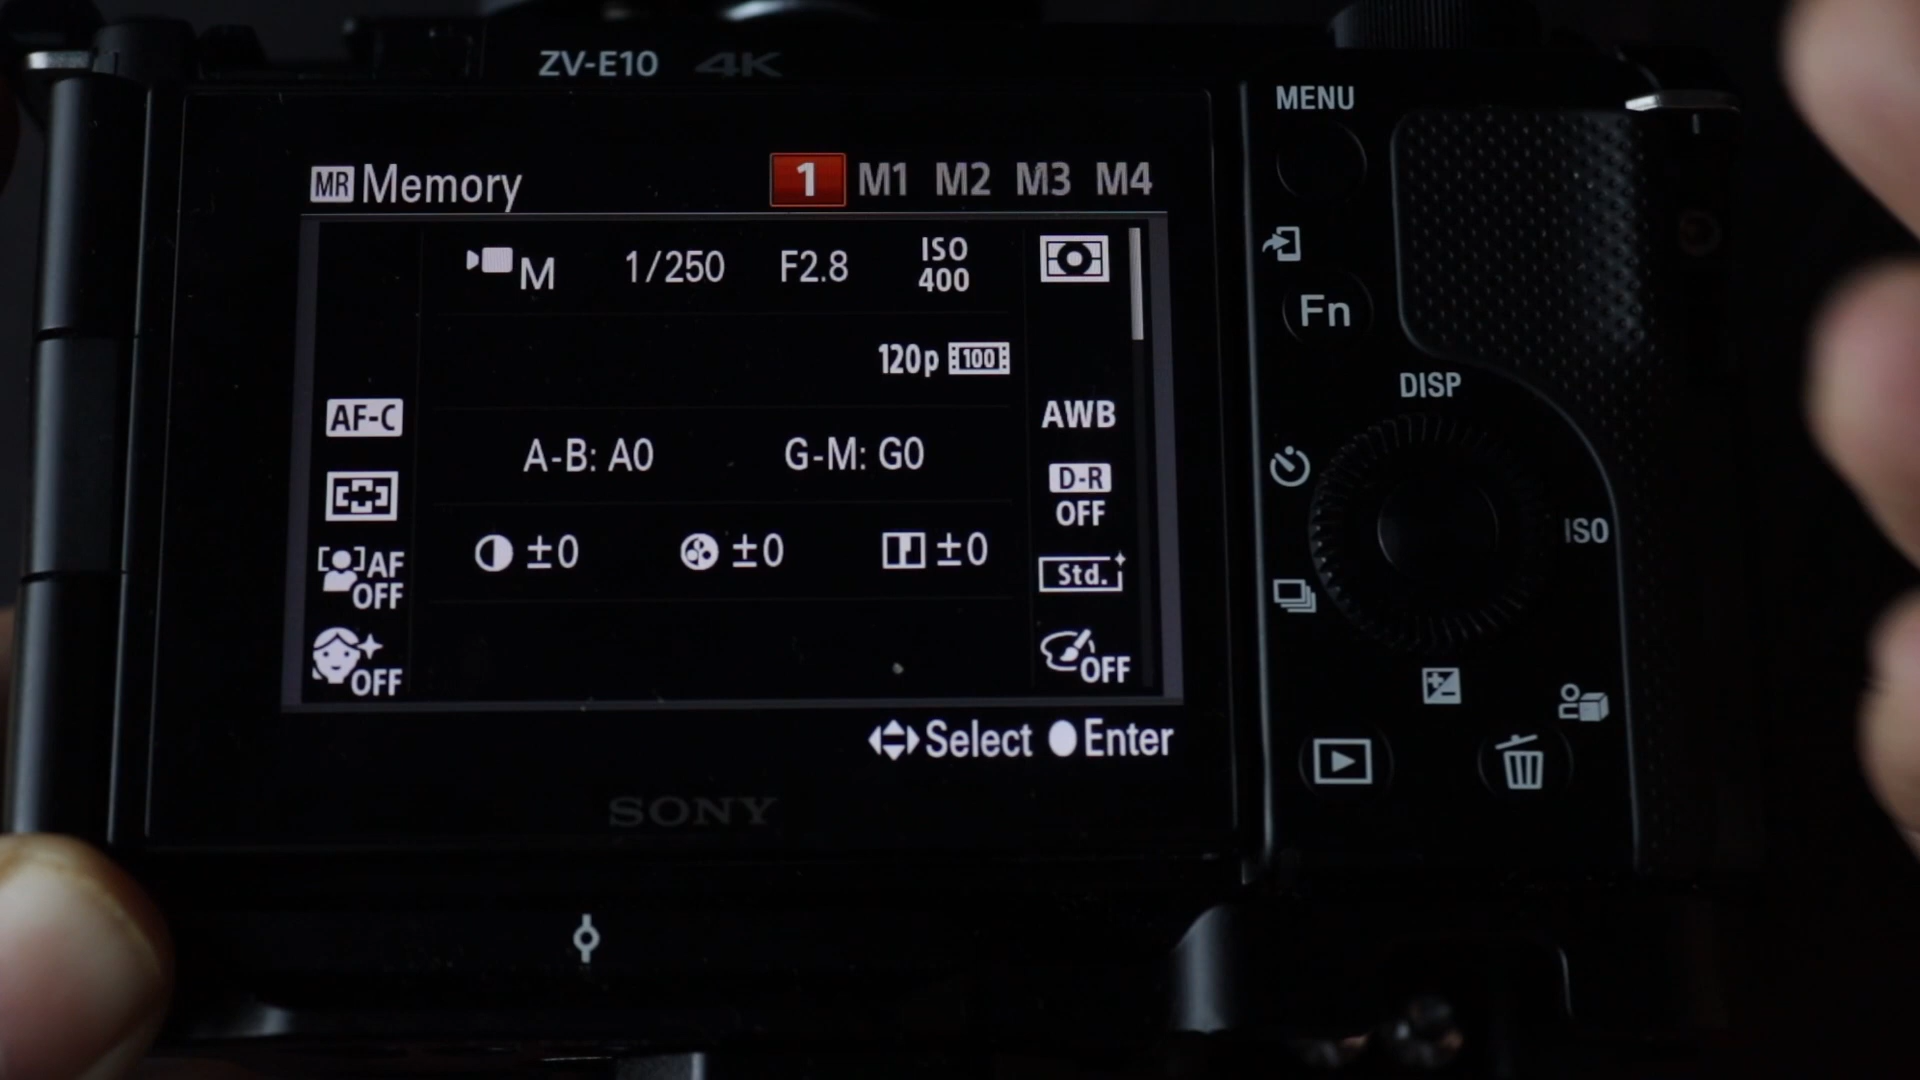 ZV-E10 4K
MENU
MR Memory 1 M1 M2 M3 M4
M 1/250 F2.8 ISO 400
Fn
120p 100
DISP
AF-C AWB
A-B: A0 G-M: G0
D-R OFF
ISO
±0 ±0 ±0
AF OFF Std.
OFF OFF
Select Enter
SONY